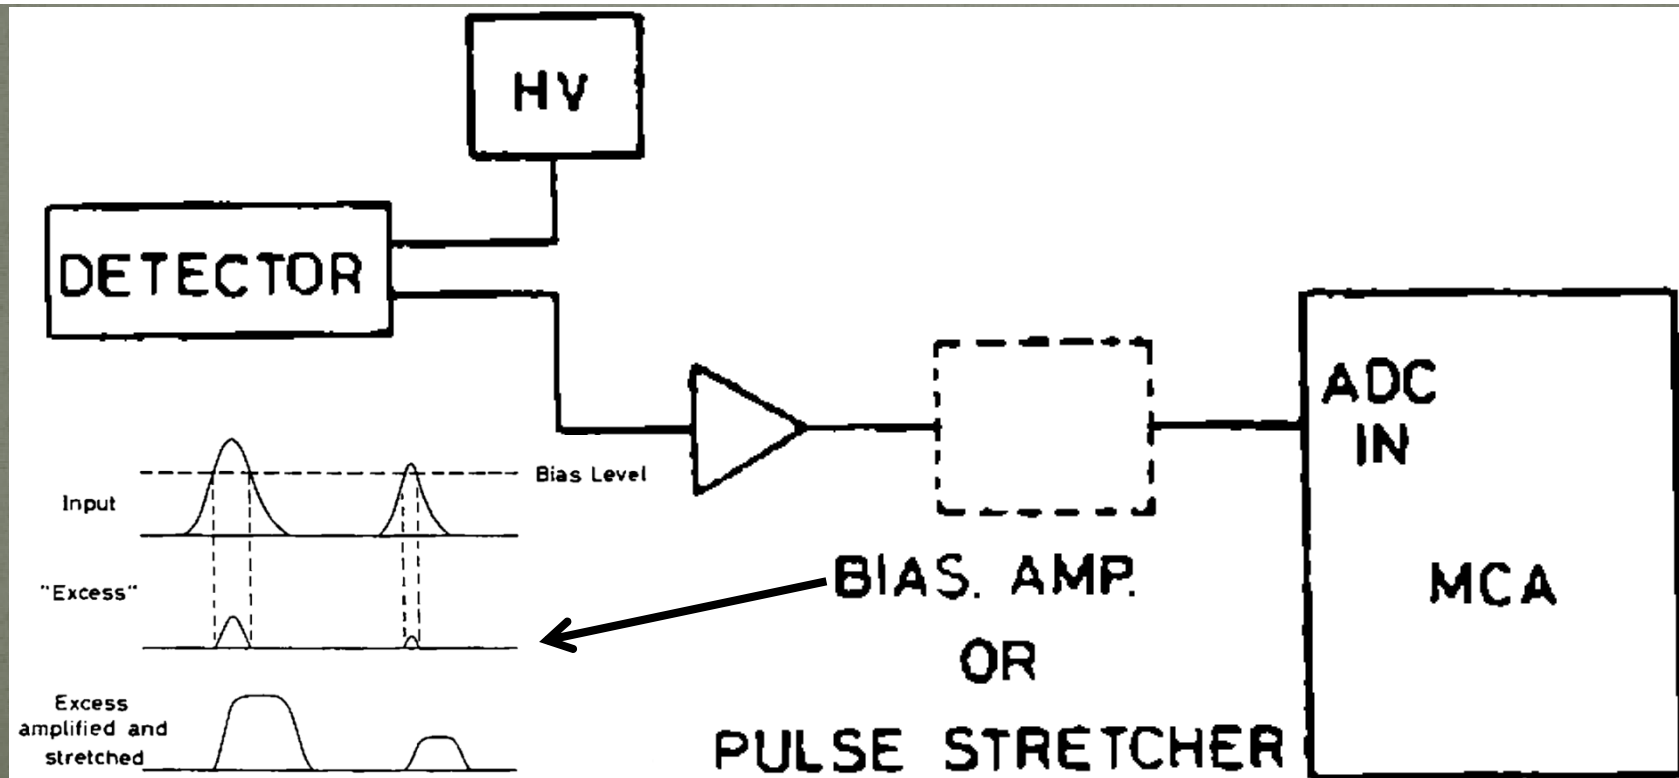 HV
DETECTOR
ADC
IN
MCA
Bias Level
Input
"Excess"
Excess
amplified and
stretched
BIAS. AMP.
OR
PULSE STRETCHER